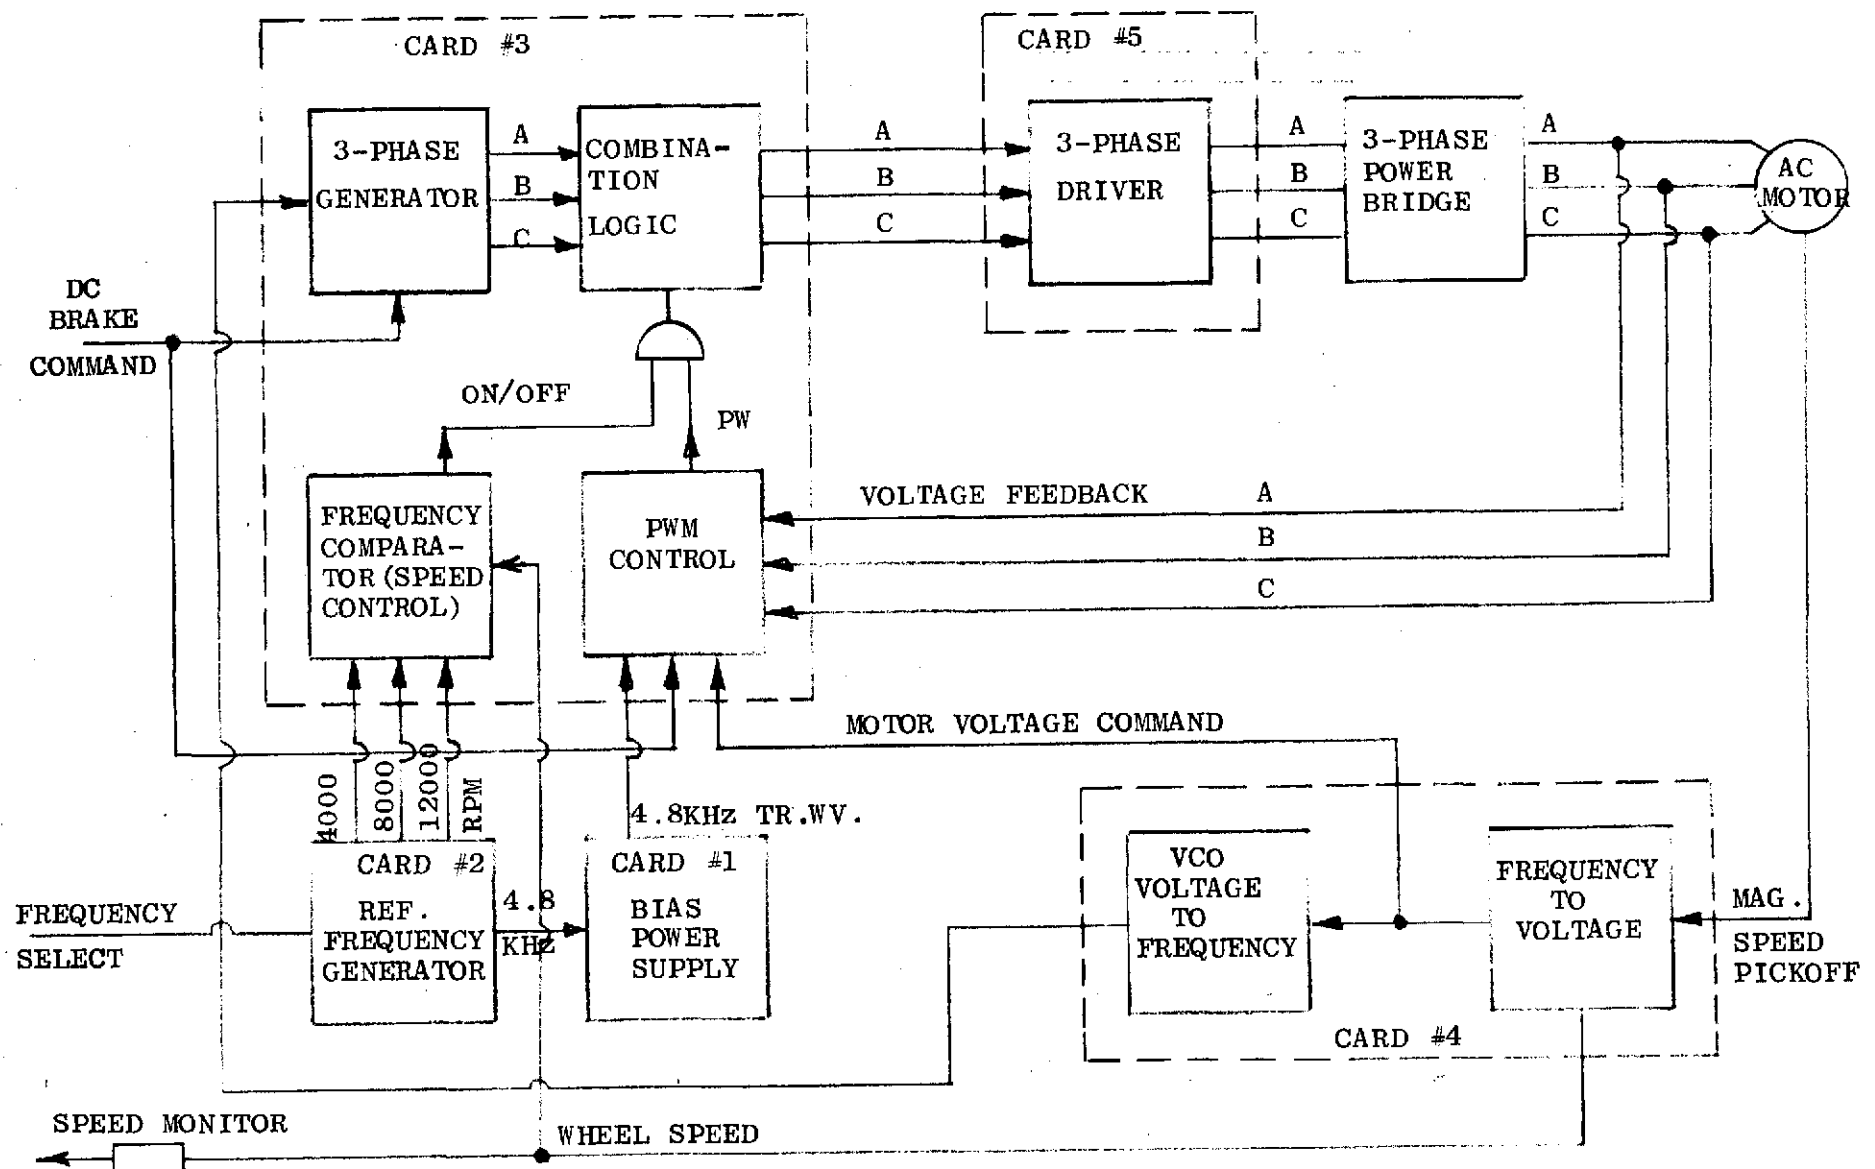 CARD #3
CARD #5
3-PHASE
GENERATOR
A
B
C
COMBINA-
TION
LOGIC
A
B
C
3-PHASE
DRIVER
A
B
C
3-PHASE
POWER
BRIDGE
A
B
C
AC
MOTOR
DC
BRAKE
COMMAND
ON/OFF
PW
FREQUENCY
COMPARA-
TOR (SPEED
CONTROL)
PWM
CONTROL
VOLTAGE FEEDBACK
A
B
C
MOTOR VOLTAGE COMMAND
4000
8000
12000
RPM
4.8KHz TR.WV.
CARD #2
REF.
FREQUENCY
GENERATOR
4.8
KHz
CARD #1
BIAS
POWER
SUPPLY
FREQUENCY
SELECT
VCO
VOLTAGE
TO
FREQUENCY
FREQUENCY
TO
VOLTAGE
MAG.
SPEED
PICKOFF
CARD #4
SPEED MONITOR
WHEEL SPEED